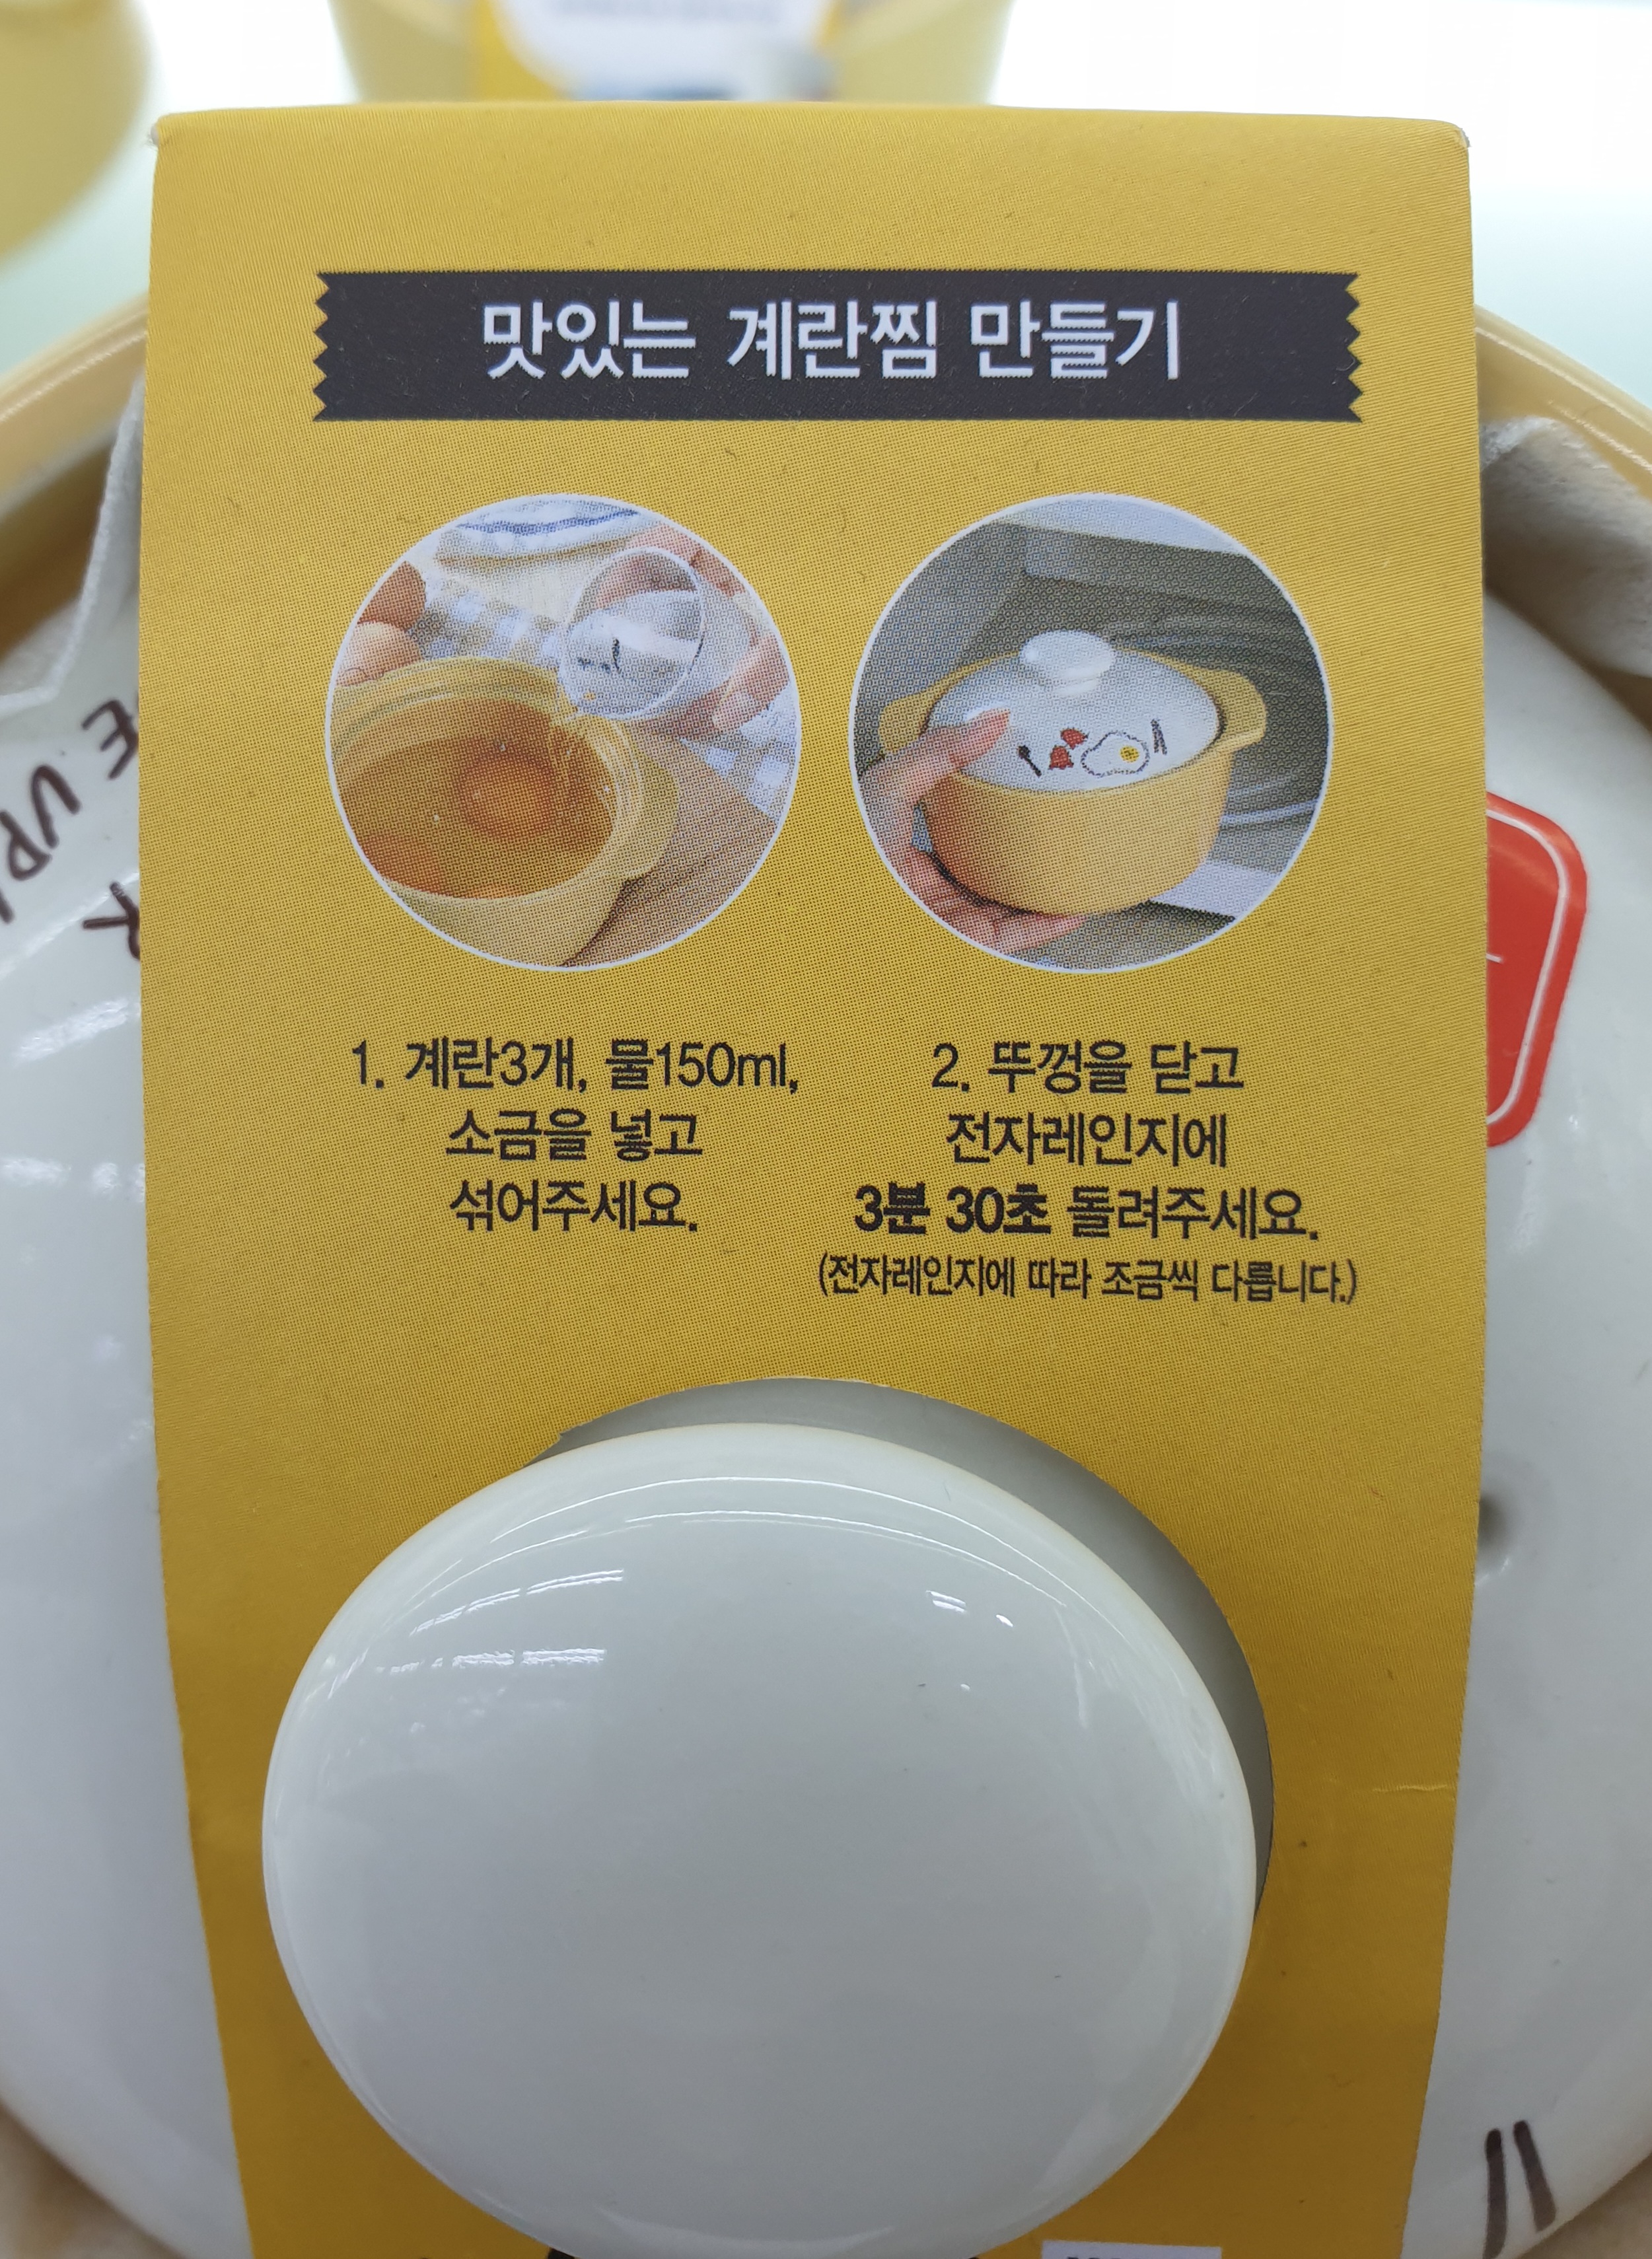 맛있는 계란찜 만들기
1. 계란3개, 물150ml,
소금을 넣고
섞어주세요.
2. 뚜껑을 닫고
전자레인지에
3분 30초 돌려주세요.
(전자레인지에 따라 조금씩 다릅니다.)